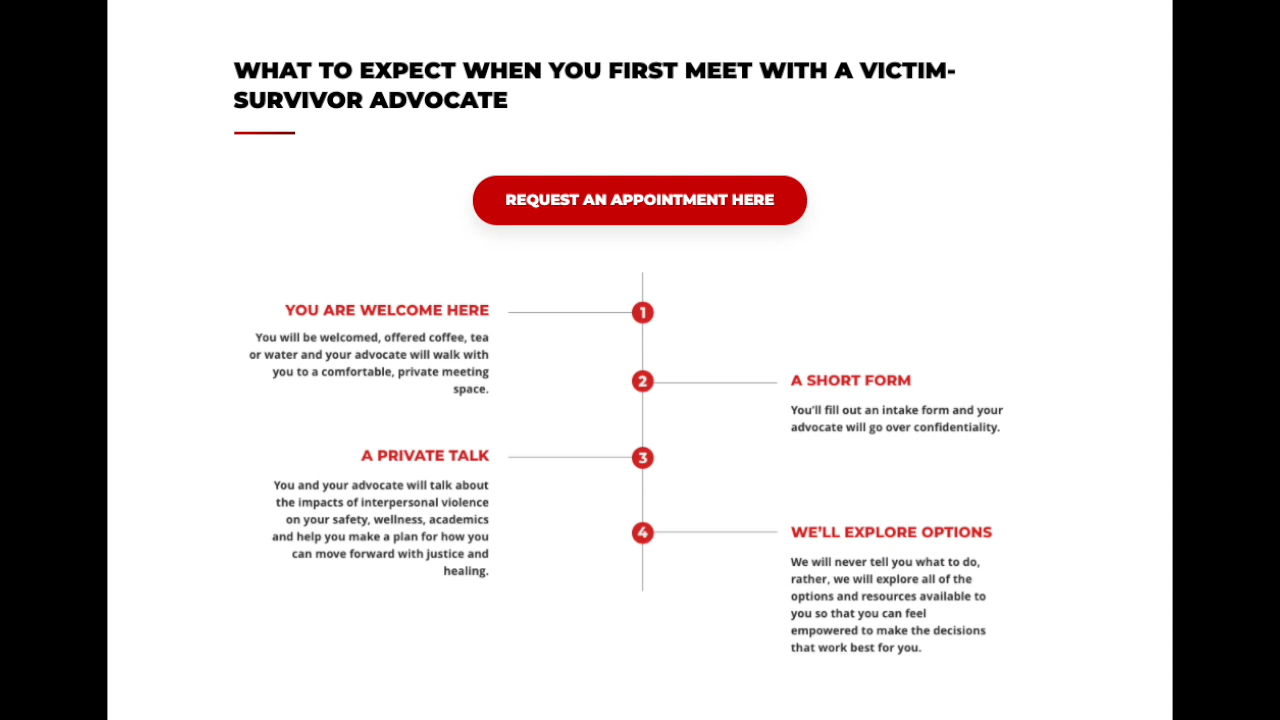 WHAT TO EXPECT WHEN YOU FIRST MEET WITH A VICTIM-
SURVIVOR ADVOCATE
REQUEST AN APPOINTMENT HERE
YOU ARE WELCOME HERE
1
You will be welcomed, offered coffee, tea
or water and your advocate will walk with
you to a comfortable, private meeting
space.
2
A SHORT FORM
You'll fill out an intake form and your
advocate will go over confidentiality.
A PRIVATE TALK
3
You and your advocate will talk about
the impacts of interpersonal violence
on your safety, wellness, academics
and help you make a plan for how you
can move forward with justice and
healing.
4
WE'LL EXPLORE OPTIONS
We will never tell you what to do,
rather, we will explore all of the
options and resources available to
you so that you can feel
empowered to make the decisions
that work best for you.